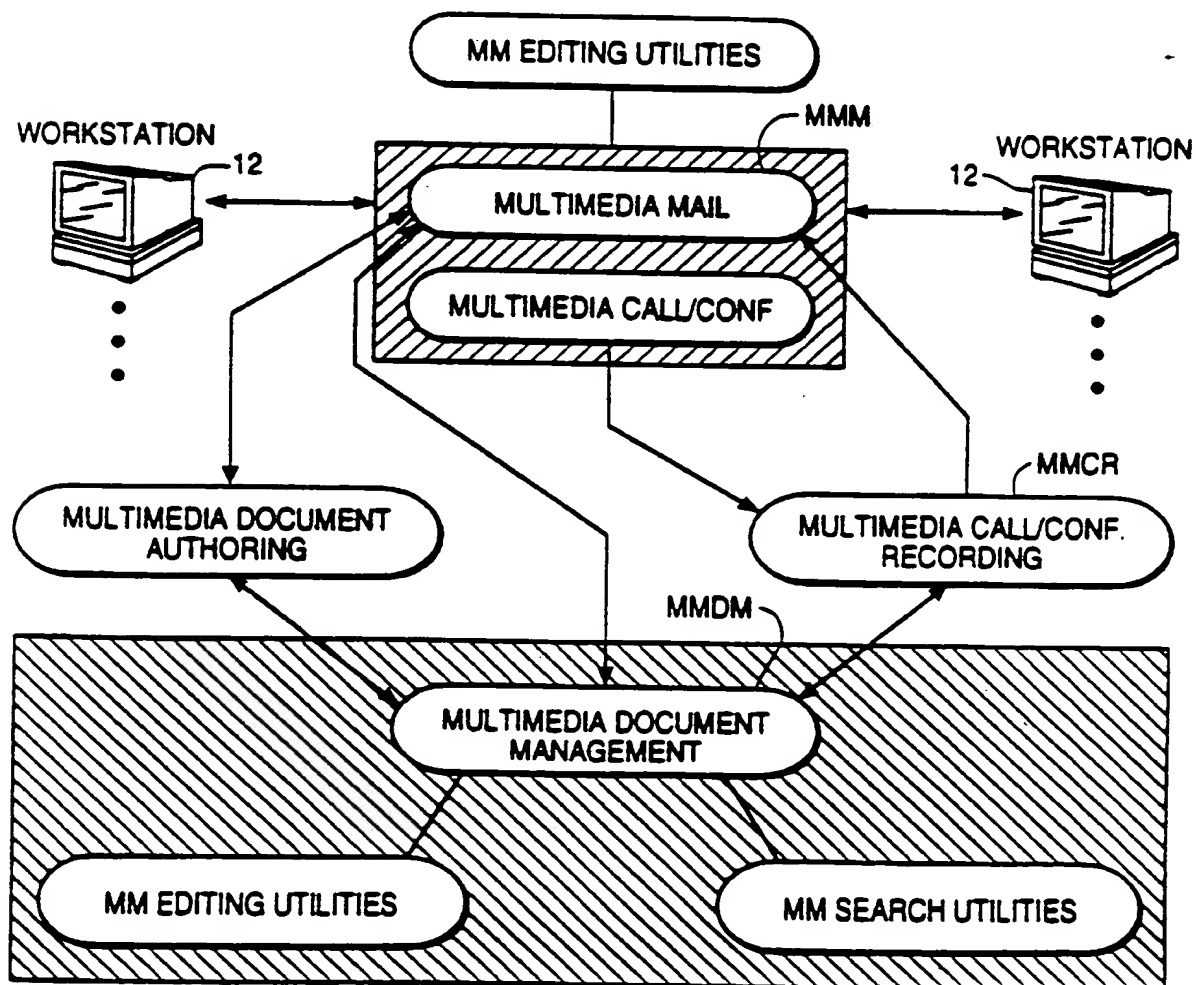 MM EDITING UTILITIES
MMM
WORKSTATION
12
WORKSTATION
12
MULTIMEDIA MAIL
MULTIMEDIA CALL/CONF
MMCR
MULTIMEDIA DOCUMENT
AUTHORING
MULTIMEDIA CALL/CONF.
RECORDING
MMDM
MULTIMEDIA DOCUMENT
MANAGEMENT
MM EDITING UTILITIES
MM SEARCH UTILITIES